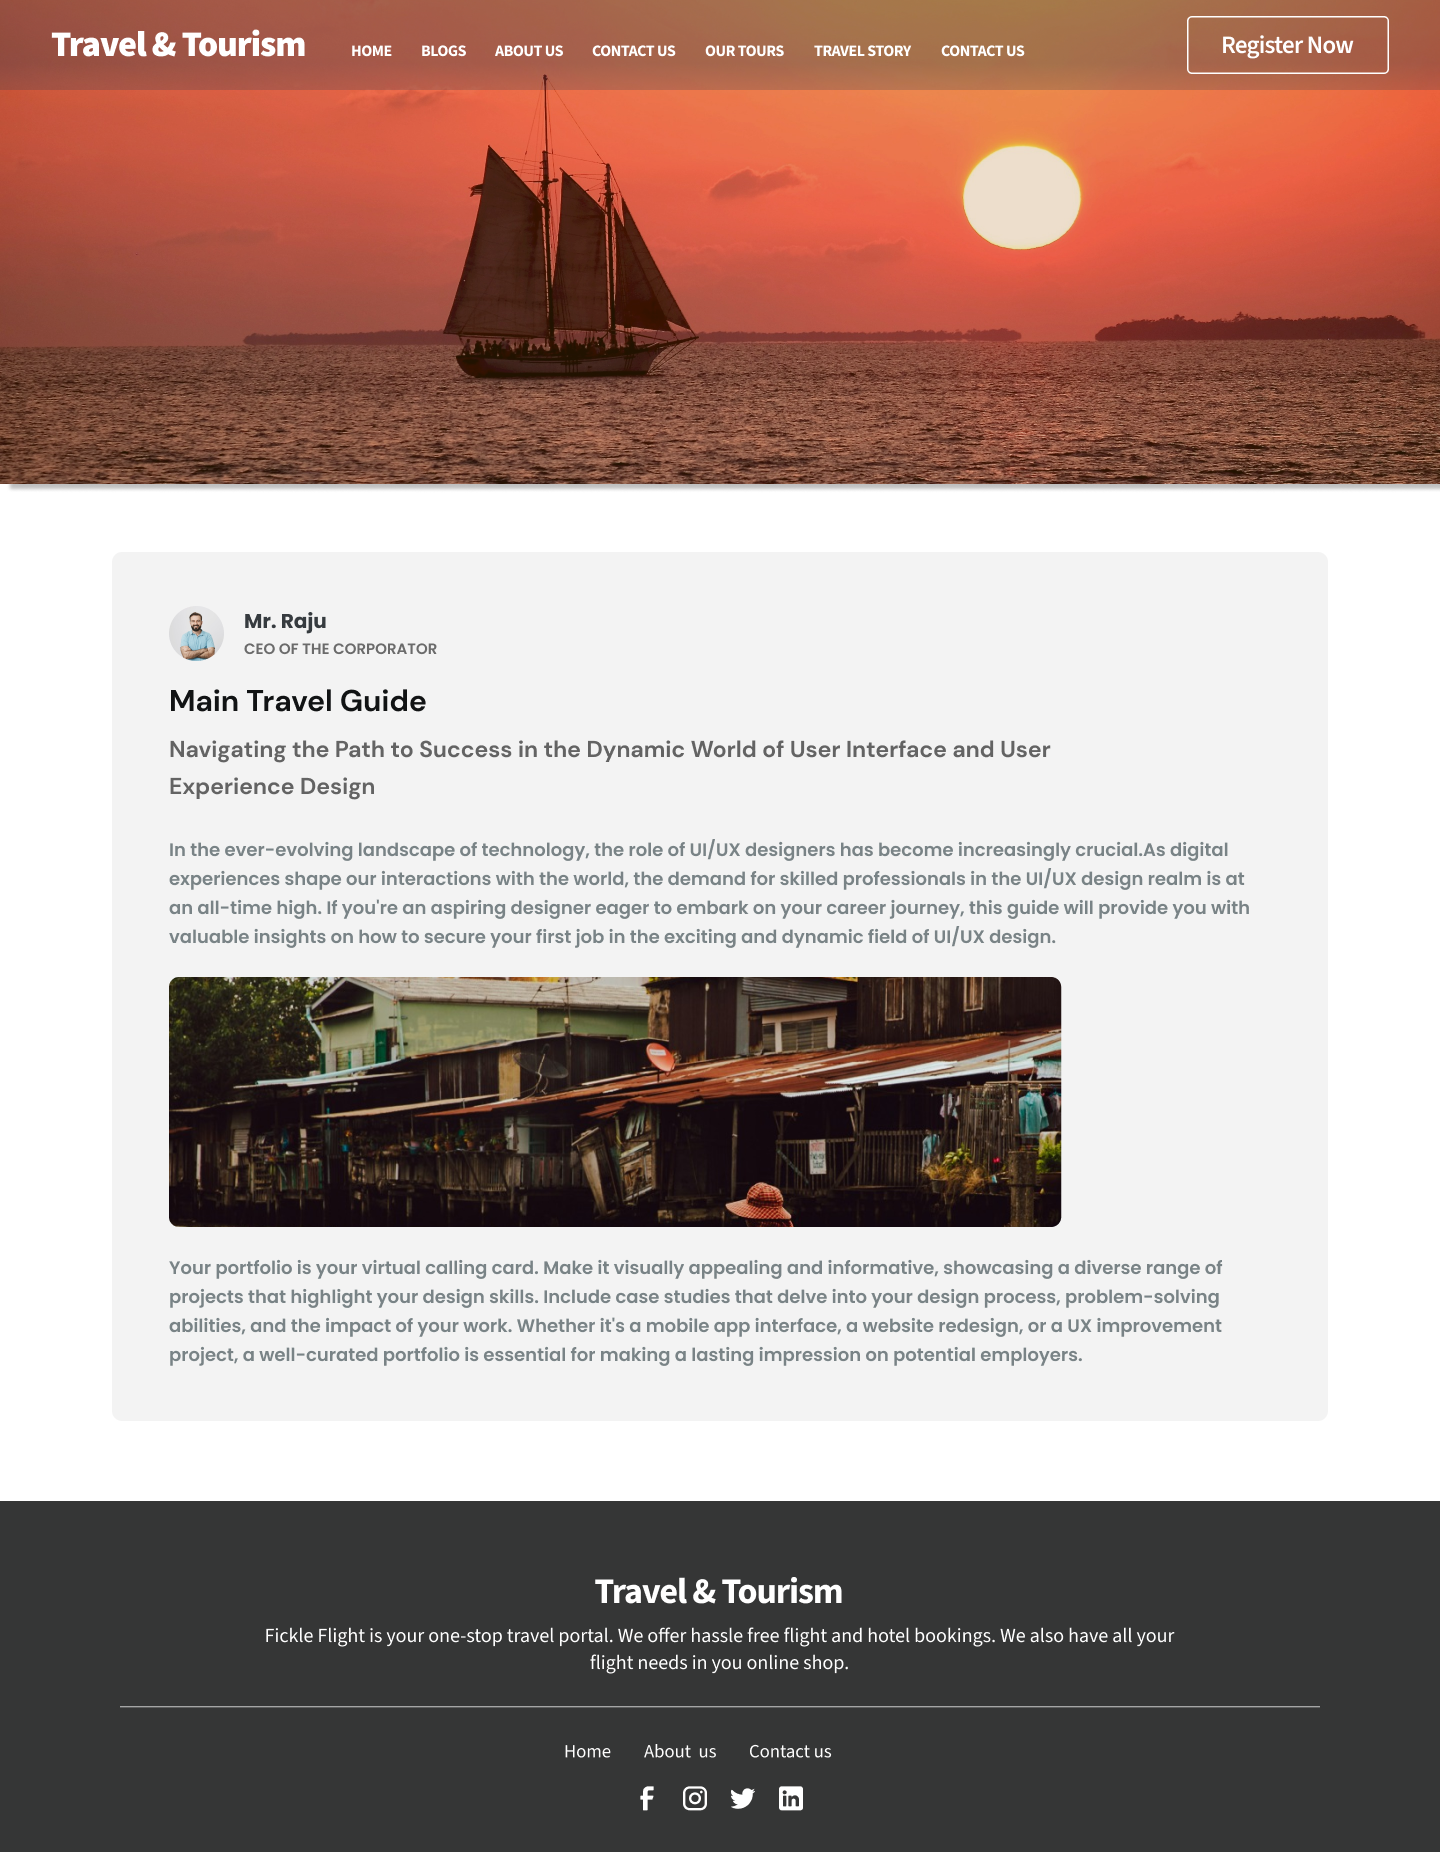 Travel & Tourism
HOME BLOGS ABOUT US CONTACT US OUR TOURS TRAVEL STORY CONTACT US
Register Now
Mr. Raju
CEO OF THE CORPORATOR
Main Travel Guide
Navigating the Path to Success in the Dynamic World of User Interface and User
Experience Design
In the ever-evolving landscape of technology, the role of UI/UX designers has become increasingly crucial.As digital
experiences shape our interactions with the world, the demand for skilled professionals in the UI/UX design realm is at
an all-time high. If you're an aspiring designer eager to embark on your career journey, this guide will provide you with
valuable insights on how to secure your first job in the exciting and dynamic field of UI/UX design.
Your portfolio is your virtual calling card. Make it visually appealing and informative, showcasing a diverse range of
projects that highlight your design skills. Include case studies that delve into your design process, problem-solving
abilities, and the impact of your work. Whether it's a mobile app interface, a website redesign, or a UX improvement
project, a well-curated portfolio is essential for making a lasting impression on potential employers.
Travel & Tourism
Fickle Flight is your one-stop travel portal. We offer hassle free flight and hotel bookings. We also have all your
flight needs in you online shop.
Home About us Contact us